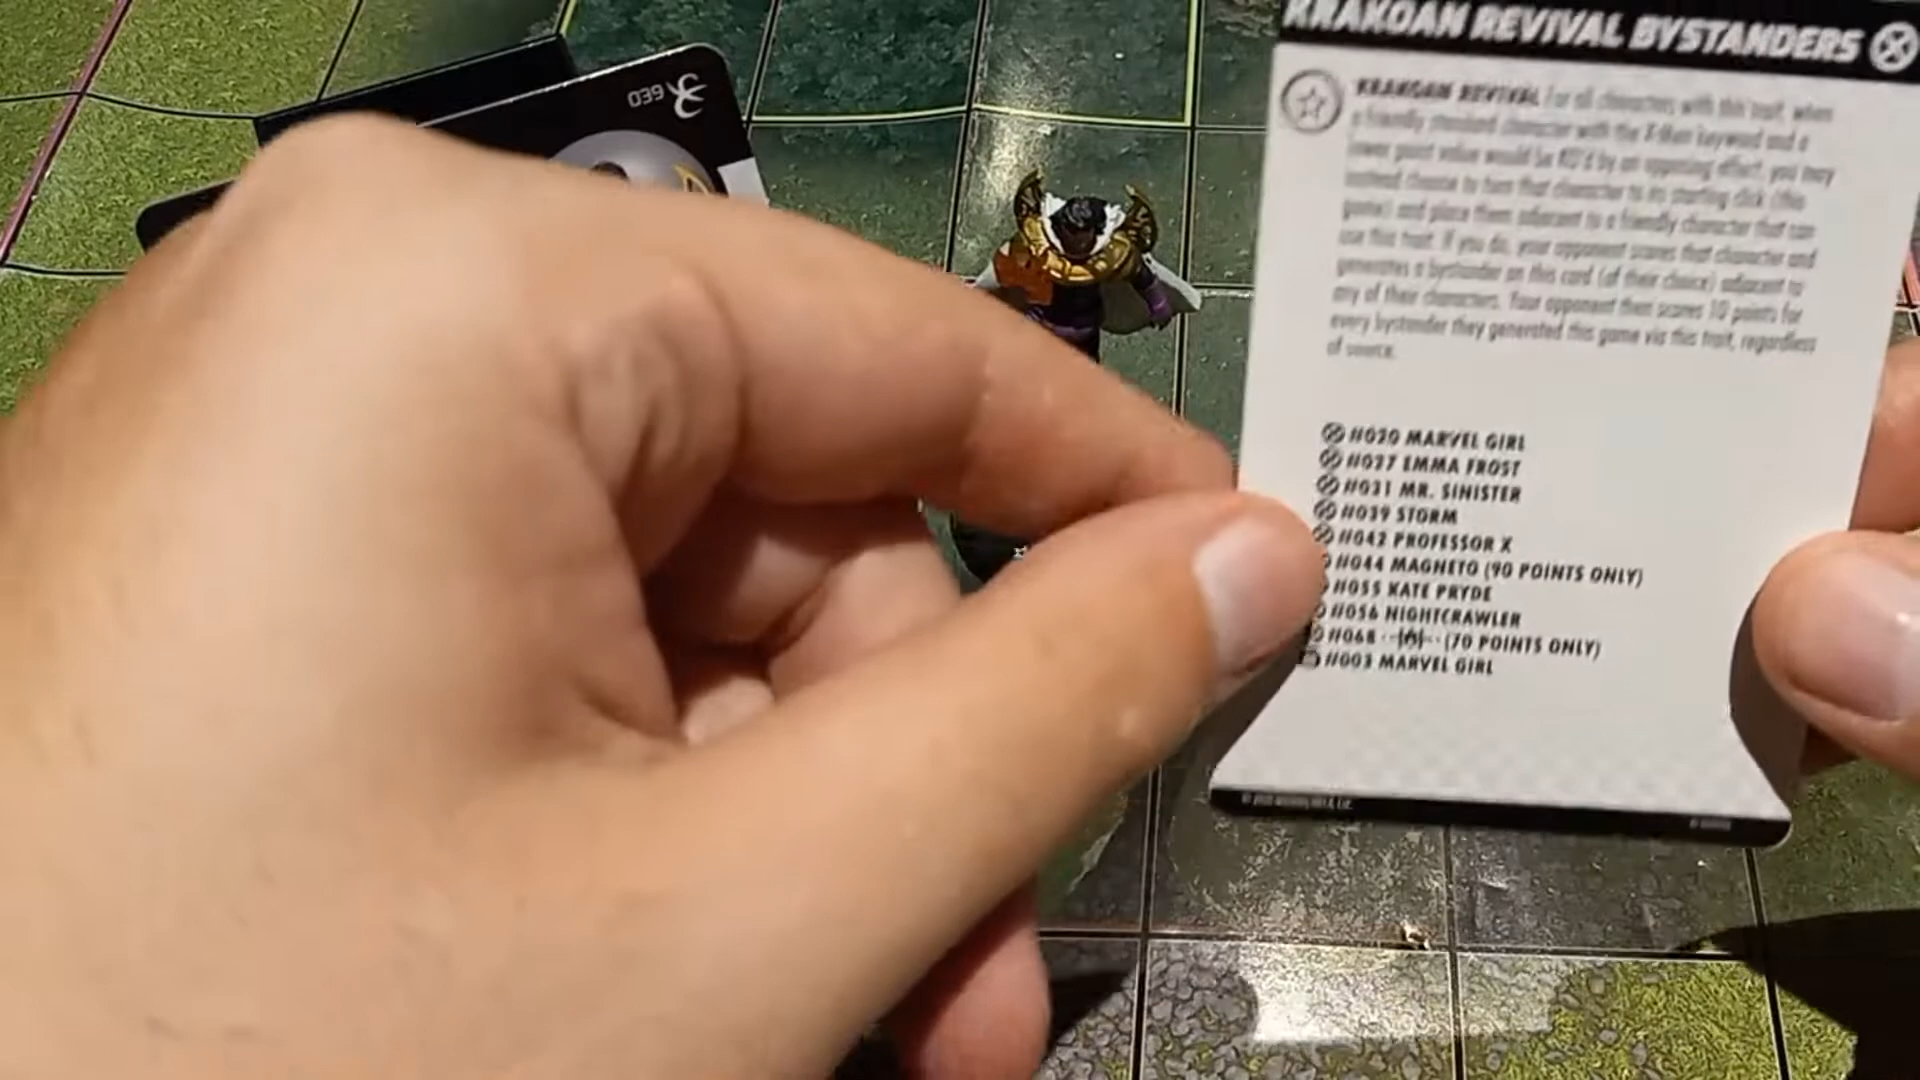 KRAKOAN REVIVAL BYSTANDERS
039
KRAKOAN REVIVAL For all characters with this trait, when
a friendly standard character with the X-Men keyword and a
lower point value would be KO'd by an opposing effect, you may
instead choose to turn that character to its starting click (this
game) and place them adjacent to a friendly character that can
use this trait. If you do, your opponent scores that character and
generates a bystander on this card (of their choice) adjacent to
any of their characters. Your opponent then scores 10 points for
every bystander they generated this game via this trait, regardless
of source.
#020 MARVEL GIRL
#027 EMMA FROST
#031 MR. SINISTER
#039 STORM
#042 PROFESSOR X
#044 MAGNETO (90 POINTS ONLY)
#055 KATE PRYDE
#056 NIGHTCRAWLER
#068 (70 POINTS ONLY)
#003 MARVEL GIRL